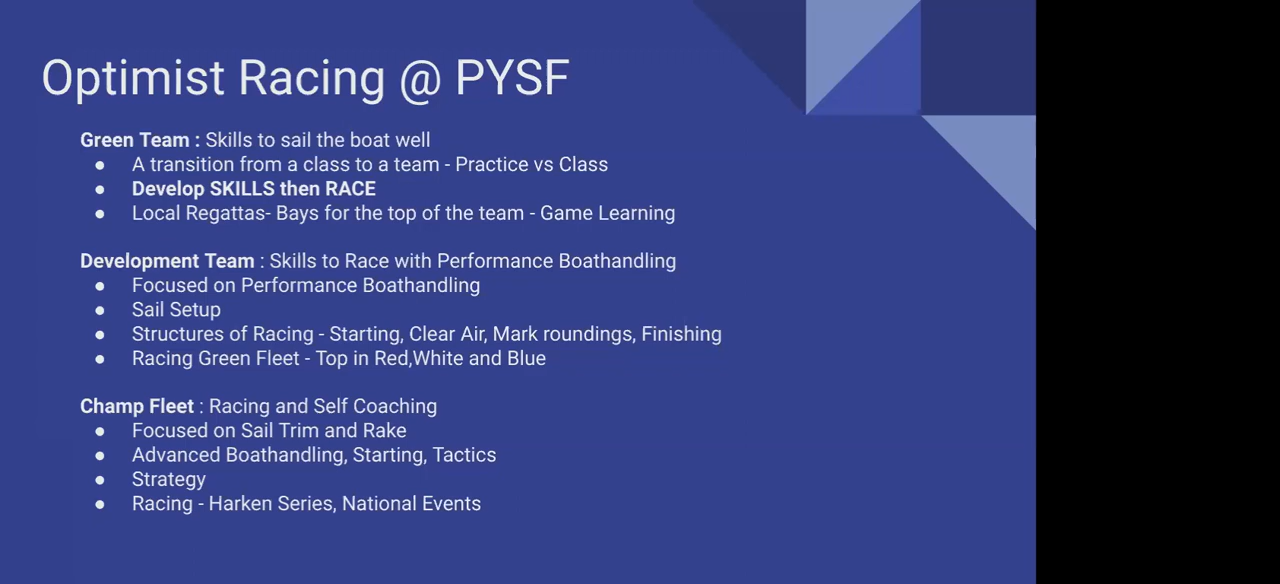 Optimist Racing @ PYSF
Green Team : Skills to sail the boat well
● A transition from a class to a team - Practice vs Class
● Develop SKILLS then RACE
● Local Regattas- Bays for the top of the team - Game Learning
Development Team : Skills to Race with Performance Boathandling
● Focused on Performance Boathandling
● Sail Setup
● Structures of Racing - Starting, Clear Air, Mark roundings, Finishing
● Racing Green Fleet - Top in Red,White and Blue
Champ Fleet : Racing and Self Coaching
● Focused on Sail Trim and Rake
● Advanced Boathandling, Starting, Tactics
● Strategy
● Racing - Harken Series, National Events